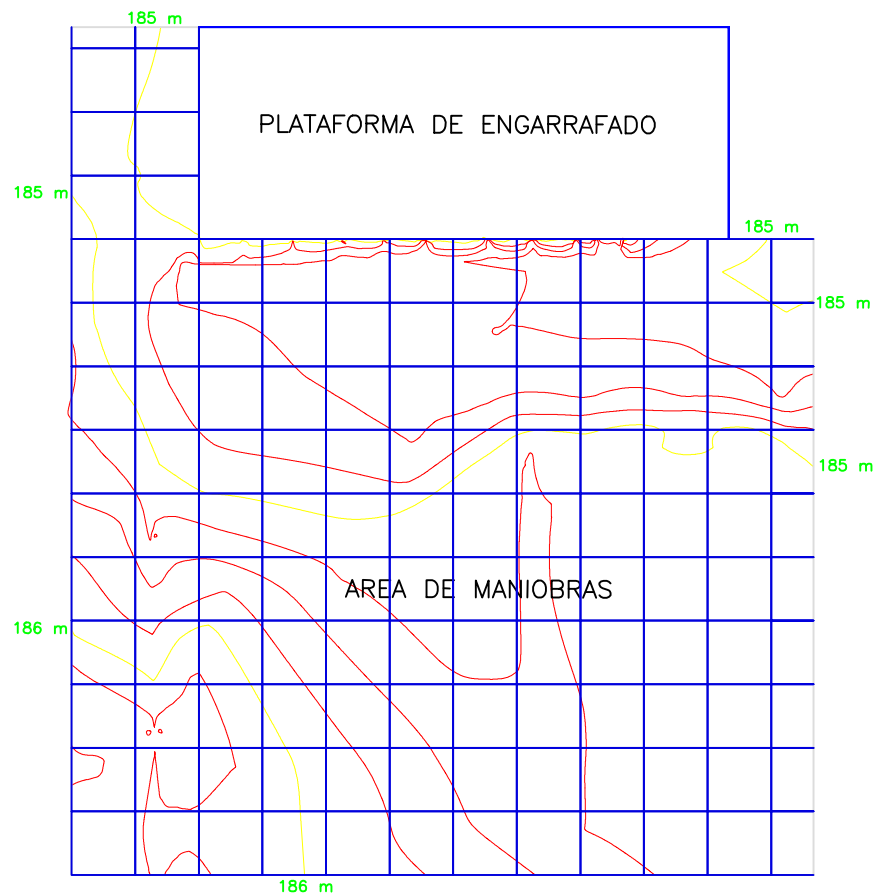 185 m
PLATAFORMA DE ENGARRAFADO
185 m
185 m
185 m
185 m
AREA DE MANIOBRAS
186 m
186 m